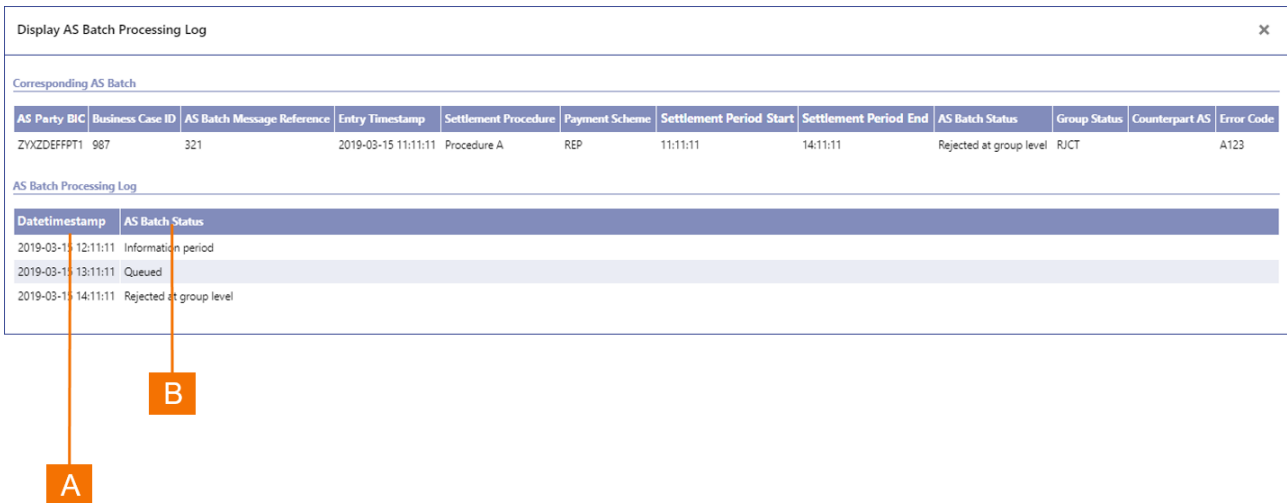 Display AS Batch Processing Log ×
Corresponding AS Batch
AS Party BIC Business Case ID AS Batch Message Reference Entry Timestamp Settlement Procedure Payment Scheme Settlement Period Start Settlement Period End AS Batch Status Group Status Counterpart AS Error Code
ZYXZDEFFPT1 987 321 2019-03-15 11:11:11 Procedure A REP 11:11:11 14:11:11 Rejected at group level RJCT A123
AS Batch Processing Log
Datetimestamp AS Batch Status
2019-03-15 12:11:11 Information period
2019-03-15 13:11:11 Queued
2019-03-15 14:11:11 Rejected at group level
B
A